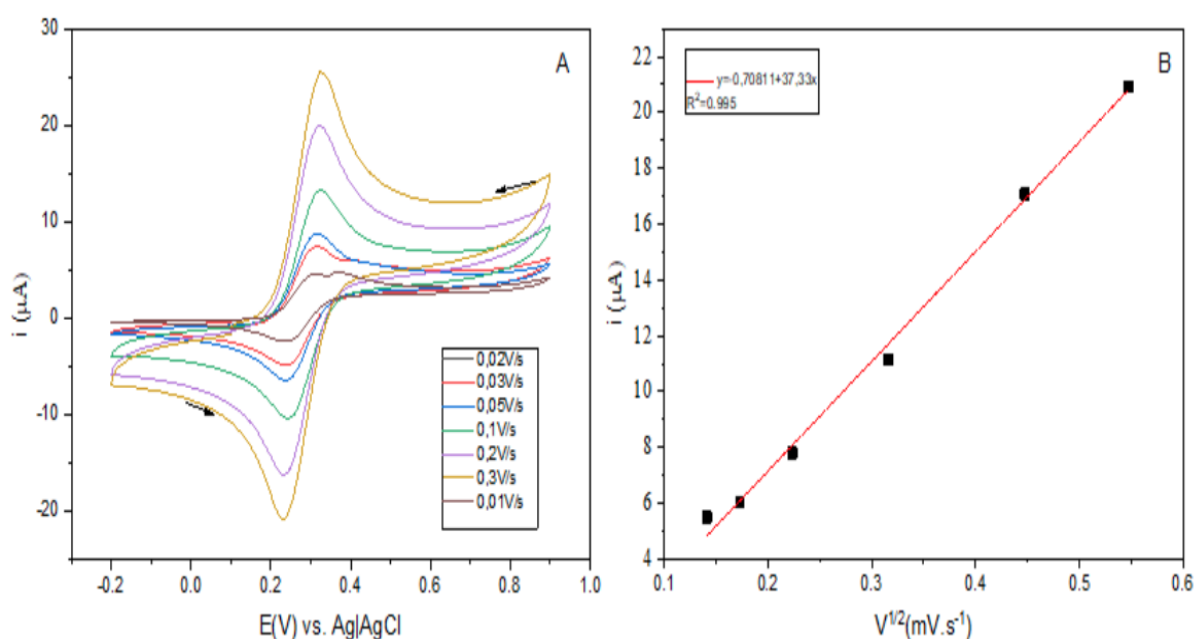 A
30
20
10
0
-10
-20
i (μA)
-0.2 0.0 0.2 0.4 0.6 0.8 1.0
E(V) vs. Ag|AgCl
0,02V/s
0,03V/s
0,05V/s
0,1V/s
0,2V/s
0,3V/s
0,01V/s
B
y=-0,70811+37,33x
R²=0.995
22
20
18
16
14
12
10
8
6
4
i (μA)
0.1 0.2 0.3 0.4 0.5 0.6
V^1/2(mV.s⁻¹)